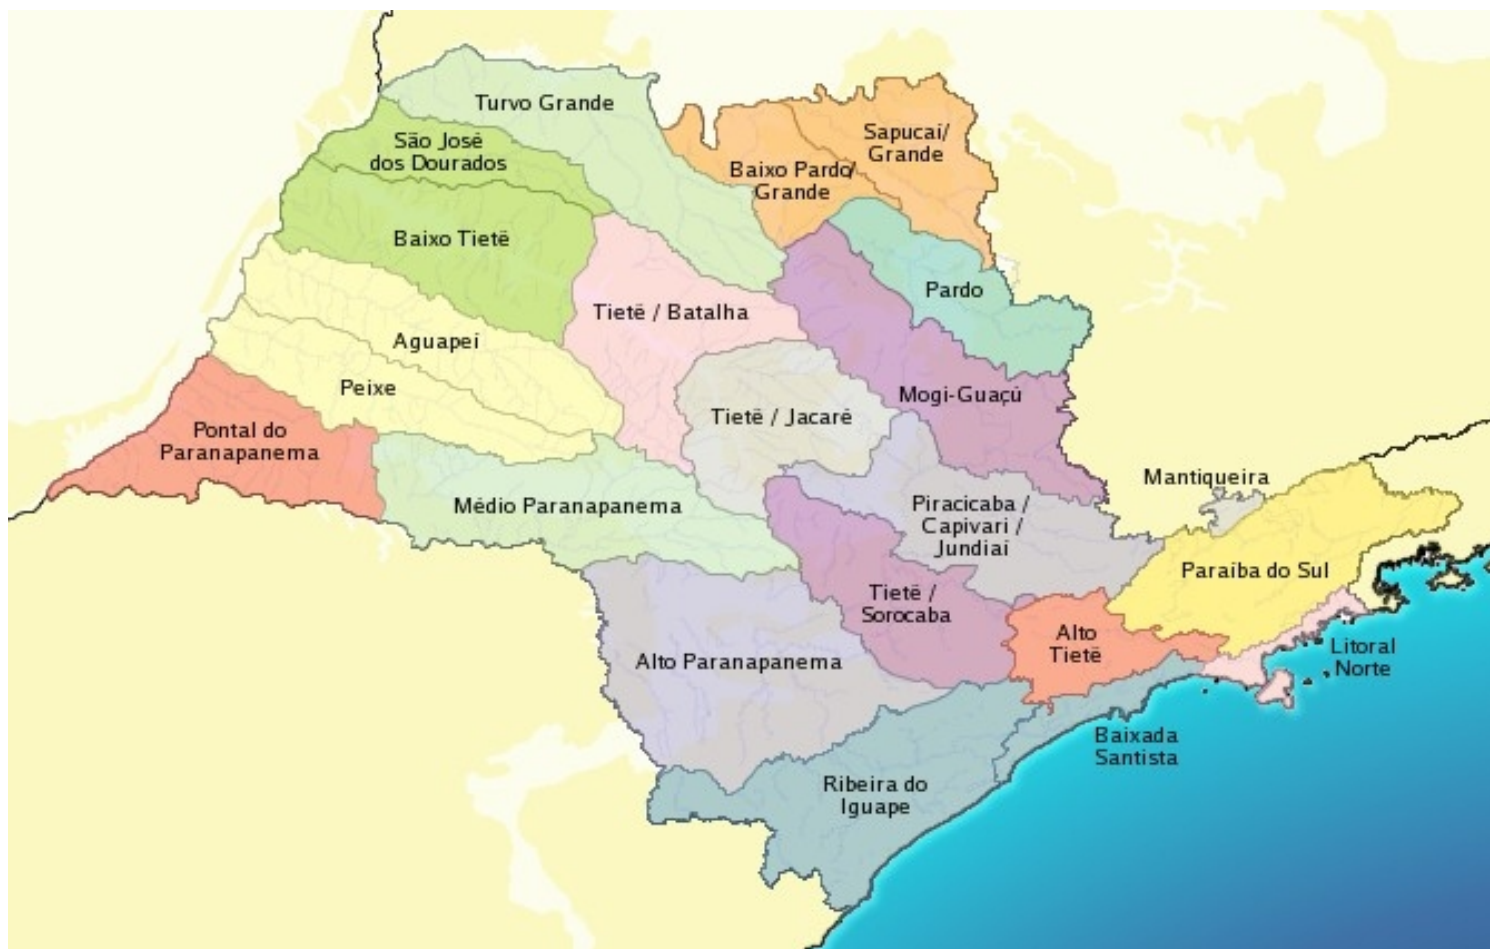 Turvo Grande
Sapucaí/
Grande
São José
dos Dourados
Baixo Pardo/
Grande
Baixo Tietê
Pardo
Tietê / Batalha
Aguapeí
Peixe
Mogi-Guaçú
Tietê / Jacaré
Pontal do
Paranapanema
Mantiqueira
Médio Paranapanema
Piracicaba /
Capivari /
Jundiaí
Paraíba do Sul
Tietê /
Sorocaba
Alto
Tietê
Litoral
Norte
Alto Paranapanema
Baixada
Santista
Ribeira do
Iguape